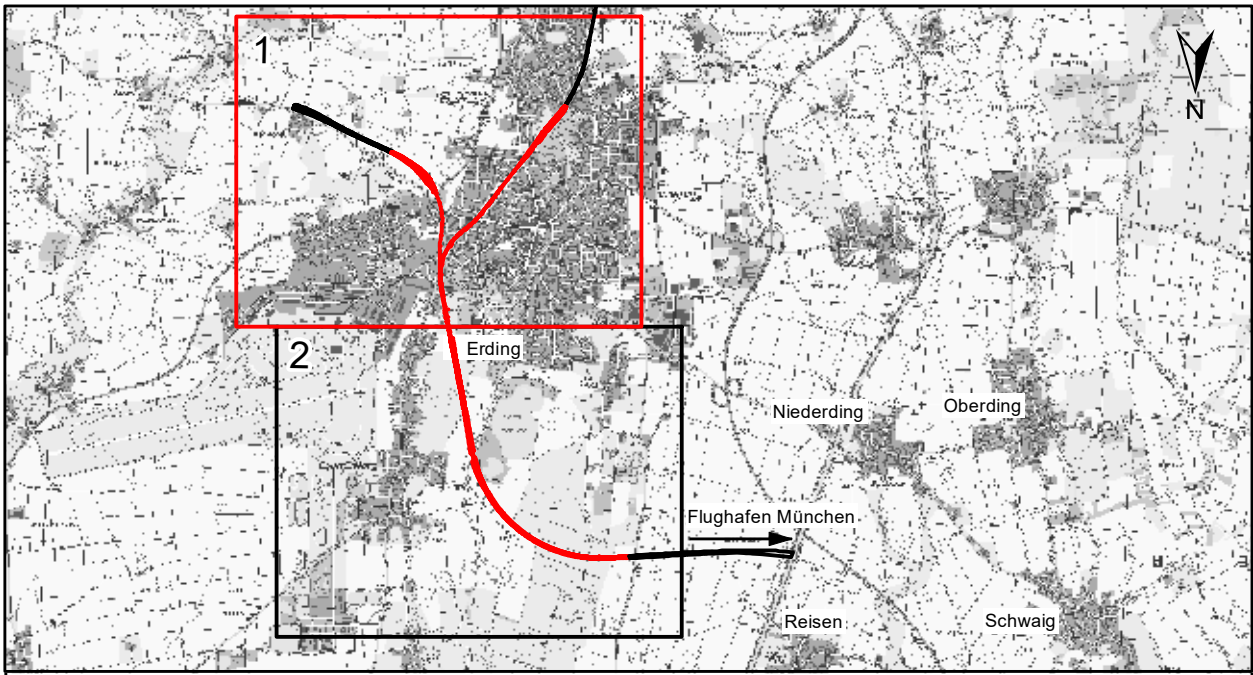 1
N
2
Erding
Niederding
Oberding
Flughafen München
Reisen
Schwaig